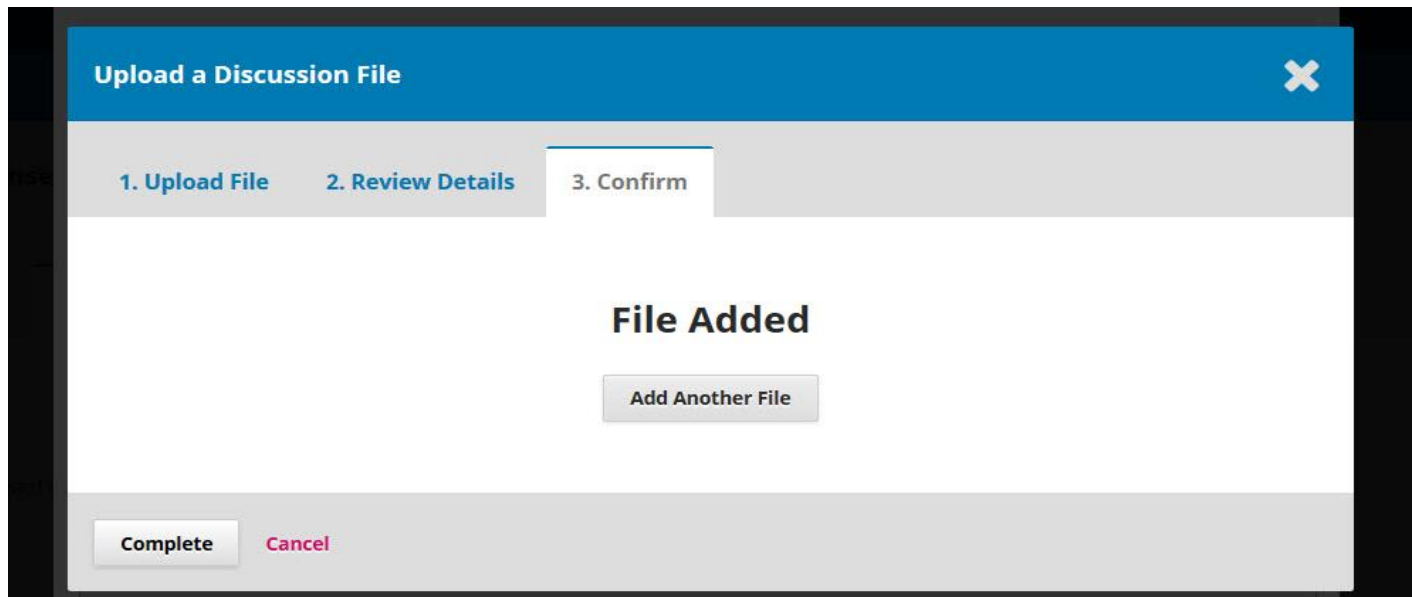 Upload a Discussion File
1. Upload File 2. Review Details 3. Confirm
File Added
Add Another File
Complete Cancel